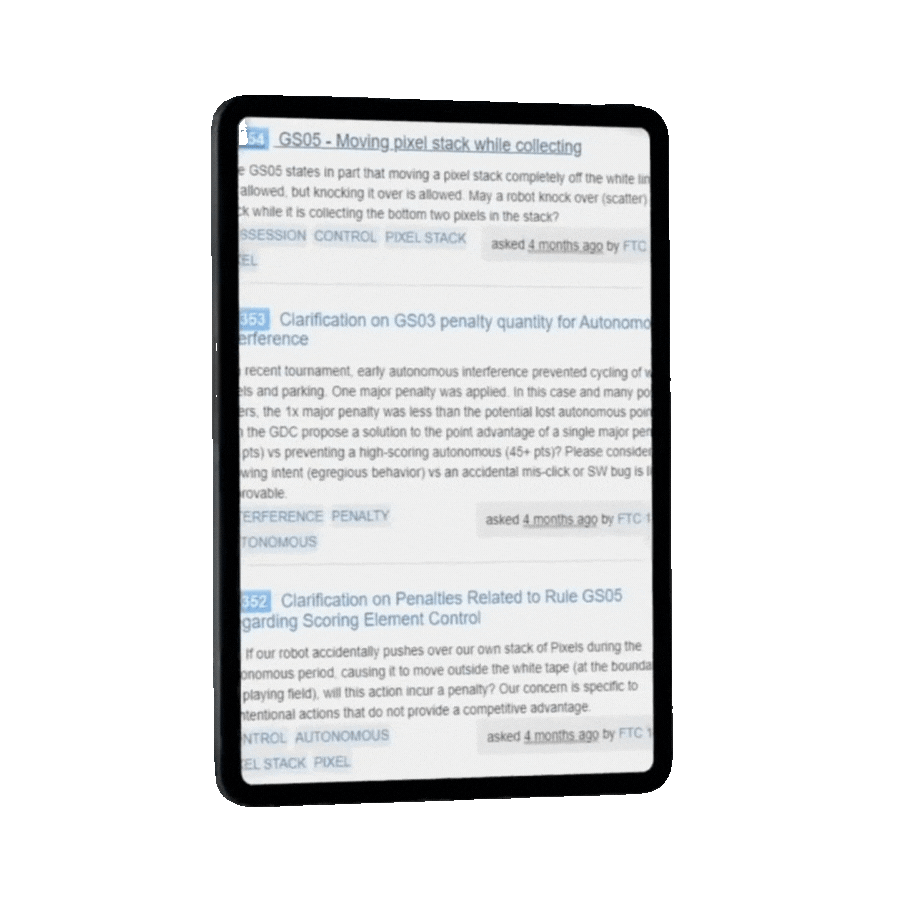 54 GS05 - Moving pixel stack while collecting
e GS05 states in part that moving a pixel stack completely off the white lin
allowed, but knocking it over is allowed. May a robot knock over (scatter)
ck while it is collecting the bottom two pixels in the stack?
SSESSION CONTROL PIXEL STACK asked 4 months ago by FTC
EL
353 Clarification on GS03 penalty quantity for Autonomo
erference
recent tournament, early autonomous interference prevented cycling of w
els and parking. One major penalty was applied. In this case and many po
ers, the 1x major penalty was less than the potential lost autonomous poin
the GDC propose a solution to the point advantage of a single major pen
pts) vs preventing a high-scoring autonomous (45+ pts)? Please consider
wing intent (egregious behavior) vs an accidental mis-click or SW bug is
rovable.
ERFERENCE PENALTY asked 4 months ago by FTC 1
TONOMOUS
352 Clarification on Penalties Related to Rule GS05
garding Scoring Element Control
If our robot accidentally pushes over our own stack of Pixels during the
onomous period, causing it to move outside the white tape (at the bounda
playing field), will this action incur a penalty? Our concern is specific to
ntentional actions that do not provide a competitive advantage.
NTROL AUTONOMOUS asked 4 months ago by FTC 1
EL STACK PIXEL